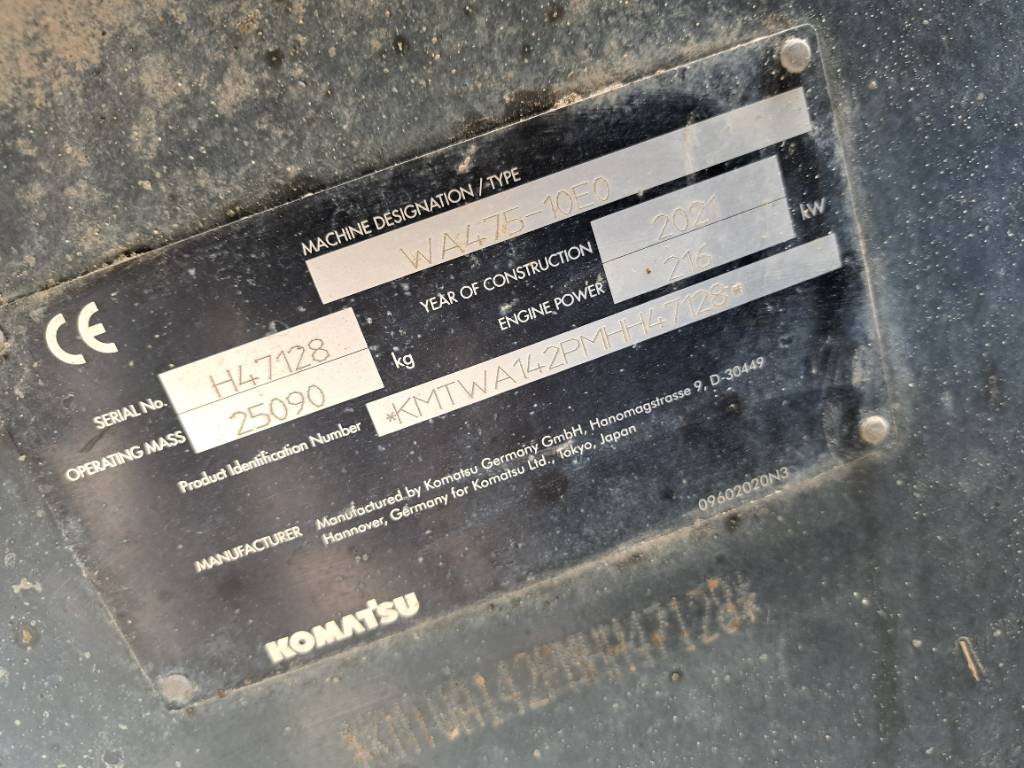 CE
MACHINE DESIGNATION / TYPE
WA475-10E0
YEAR OF CONSTRUCTION 2021
ENGINE POWER 216 kW
SERIAL No. H47128
OPERATING MASS 25090 kg
Product Identification Number *KMTWA142PMHH47128*
MANUFACTURER Manufactured by Komatsu Germany GmbH, Hanomagstrasse 9, D-30449
Hannover, Germany for Komatsu Ltd., Tokyo, Japan
09602020N3
KOMATSU
*KMTWA142PMHH47128*